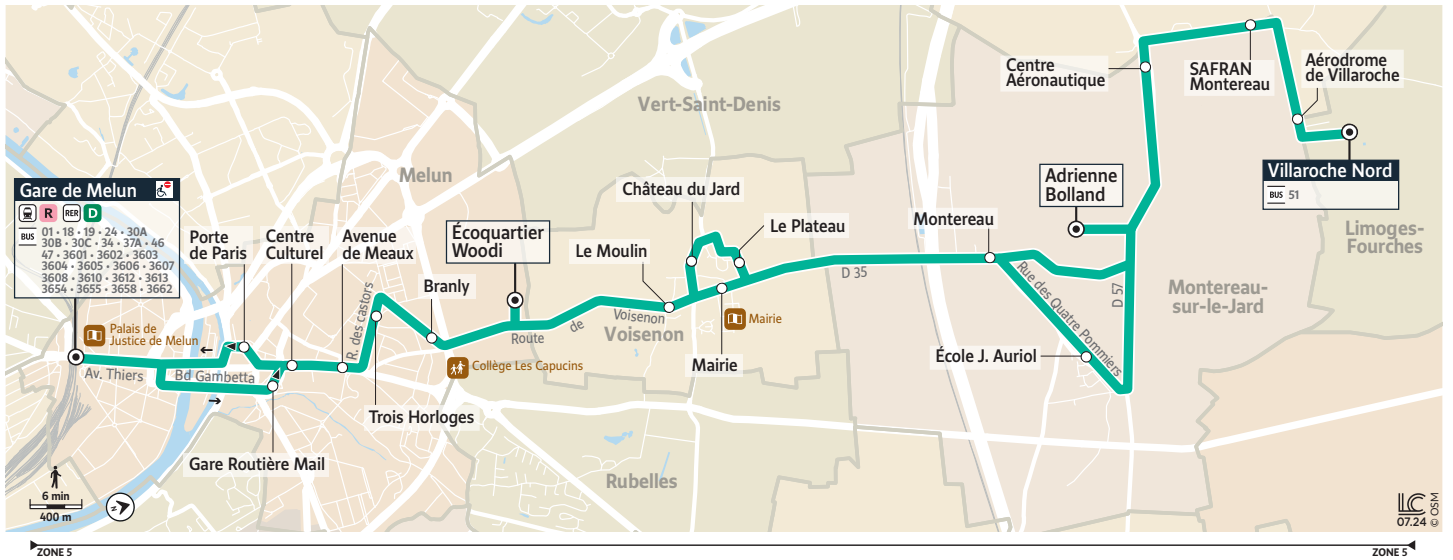 Vert-Saint-Denis
Centre
Aéronautique
SAFRAN
Montereau
Aérodrome
de Villaroche
Villaroche Nord
BUS 51
Limoges-
Fourches
Melun
Gare de Melun
R RER D
BUS 01 • 18 • 19 • 24 • 30A
30B • 30C • 34 • 37A • 46
47 • 3601 • 3602 • 3603
3604 • 3605 • 3606 • 3607
3608 • 3610 • 3612 • 3613
3654 • 3655 • 3658 • 3662
Porte
de Paris
Centre
Culturel
Avenue
de Meaux
Écoquartier
Woodi
Château du Jard
Le Plateau
Le Moulin
Montereau
Adrienne
Bolland
Branly
D 35
D 57
Rue des Quatre Pommiers
Montereau-
sur-le-Jard
R. des castors
Route de Voisenon
Voisenon
Mairie
Mairie
École J. Auriol
Palais de
Justice de Melun
Av. Thiers
Bd Gambetta
Collège Les Capucins
Trois Horloges
Gare Routière Mail
Rubelles
6 min
400 m
LC
07.24
© OSM
ZONE 5
ZONE 5